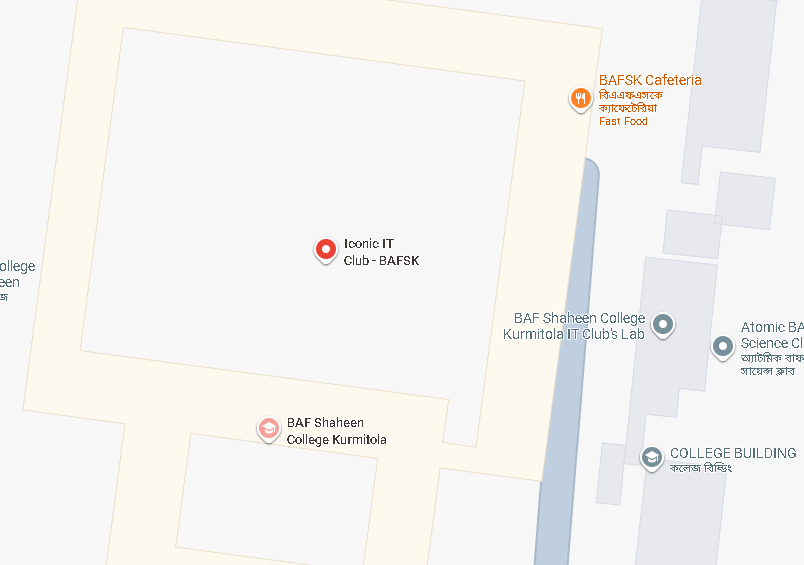 BAFSK Cafeteria
বিএএফএসকে
ক্যাফেটেরিয়া
Fast Food
Iconic IT
Club - BAFSK
ollege
een
জ
BAF Shaheen College
Kurmitola IT Club's Lab
Atomic BA
Science Cl
অ্যাটমিক বাফ
সায়েন্স ক্লাব
BAF Shaheen
College Kurmitola
COLLEGE BUILDING
কলেজ বিল্ডিং